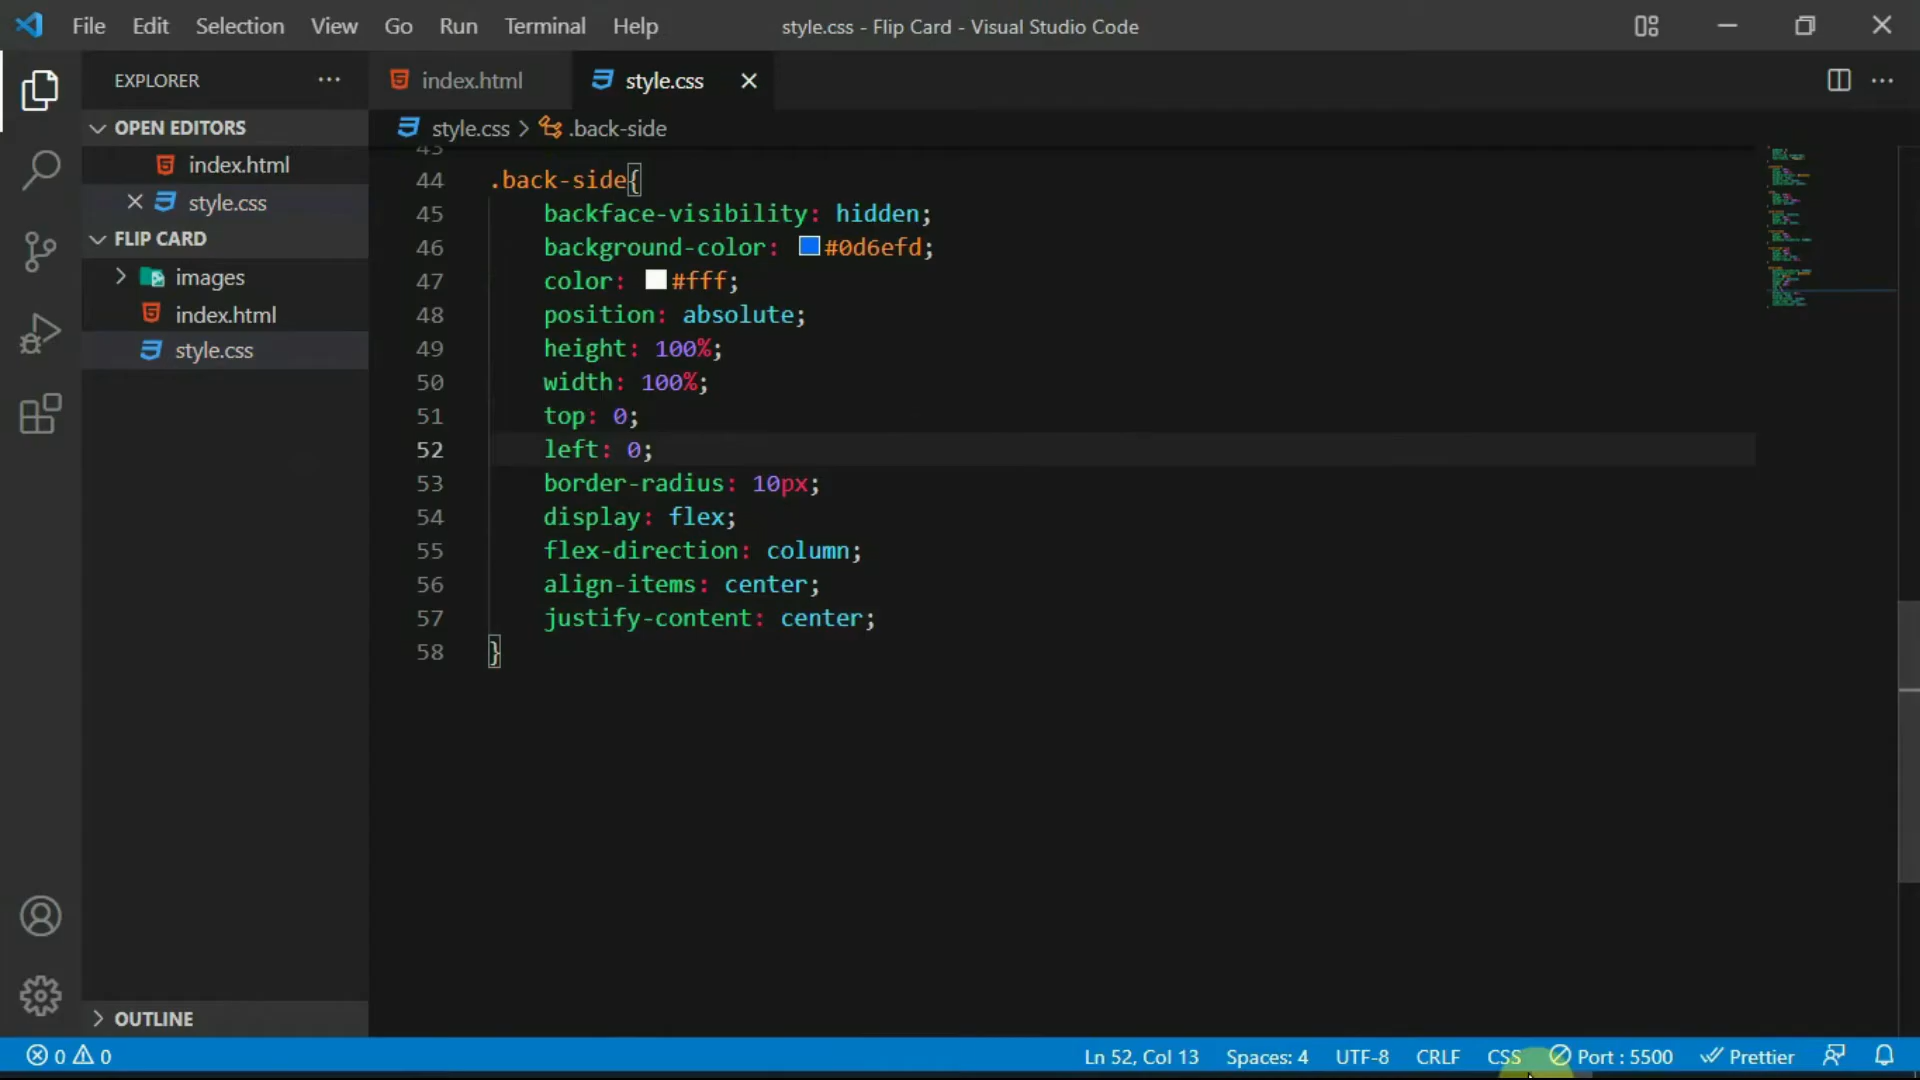 File Edit Selection View Go Run Terminal Help style.css - Flip Card - Visual Studio Code
EXPLORER
index.html style.css
OPEN EDITORS
index.html
style.css
FLIP CARD
images
index.html
style.css
OUTLINE
style.css > .back-side
43
44 .back-side{
45 backface-visibility: hidden;
46 background-color: #0d6efd;
47 color: #fff;
48 position: absolute;
49 height: 100%;
50 width: 100%;
51 top: 0;
52 left: 0;
53 border-radius: 10px;
54 display: flex;
55 flex-direction: column;
56 align-items: center;
57 justify-content: center;
58 }
0 0 Ln 52, Col 13 Spaces: 4 UTF-8 CRLF CSS Port : 5500 Prettier